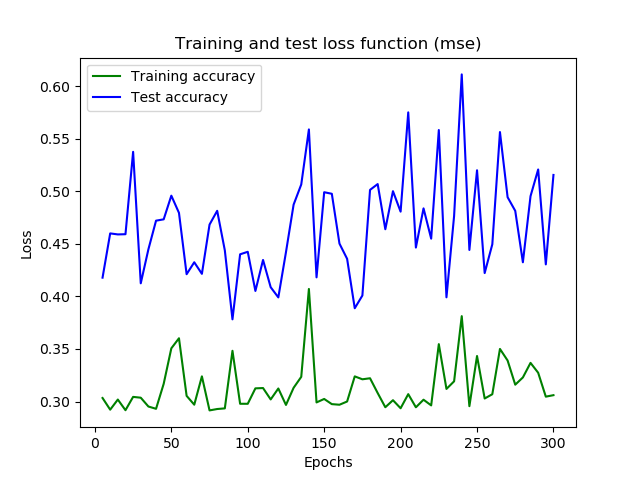 Training and test loss function (mse)
Training accuracy
Test accuracy
0.60
0.55
0.50
0.45
0.40
0.35
0.30
Loss
0 50 100 150 200 250 300
Epochs